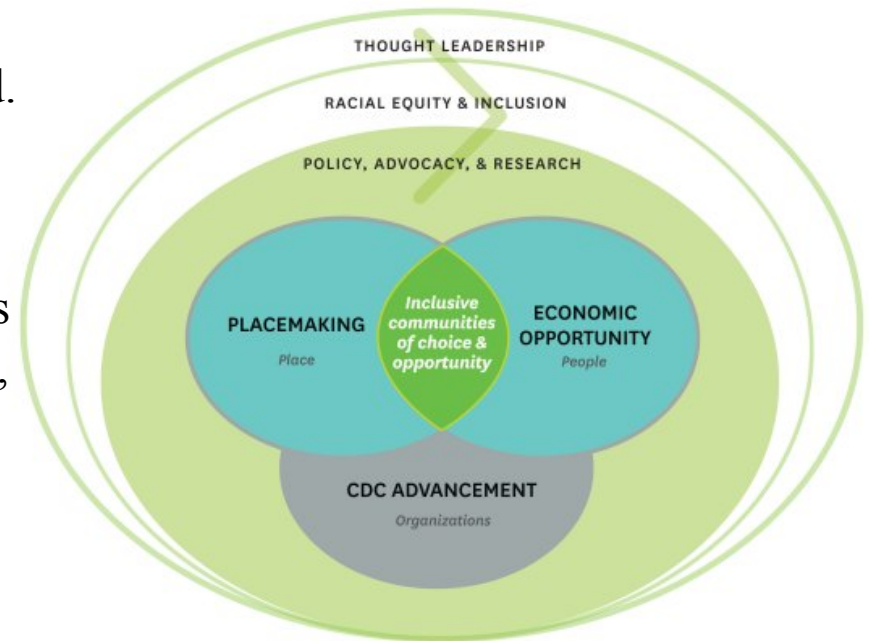 THOUGHT LEADERSHIP
l.
RACIAL EQUITY & INCLUSION
POLICY, ADVOCACY, & RESEARCH
s
,
PLACEMAKING
Place
Inclusive
communities
of choice &
opportunity
ECONOMIC
OPPORTUNITY
People
CDC ADVANCEMENT
Organizations